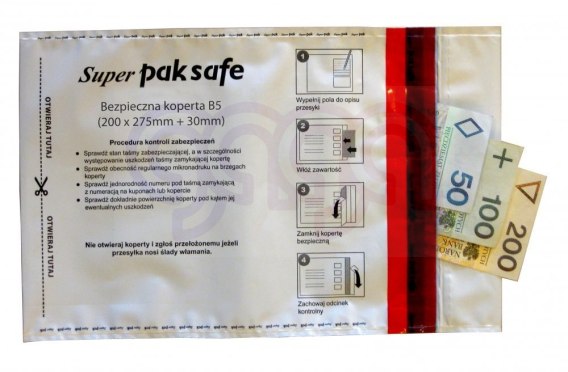 Super pak safe
Bezpieczna koperta B5
(200 x 275mm + 30mm)
Procedura kontroli zabezpieczeń
Sprawdź stan taśmy zabezpieczającej, a w szczególności
występowanie uszkodzeń taśmy zamykającej kopertę
Sprawdź obecność regularnego mikronadruku na brzegach
koperty
Sprawdź jednorodność numeru pod taśmą zamykającą
z numeracją na kuponach lub kopercie
Sprawdź dokładnie powierzchnię koperty pod kątem jej
ewentualnych uszkodzeń
Nie otwieraj koperty i zgłoś przełożonemu jeżeli
przesyłka nosi ślady włamania.
OTWIERAJ TUTAJ
OTWIERAJ TUTAJ
1
Wypełnij pola do opisu
przesyłki
2
Włóż zawartość
3
Zamknij kopertę
bezpieczną
4
Zachowaj odcinek
kontrolny
50
100
200